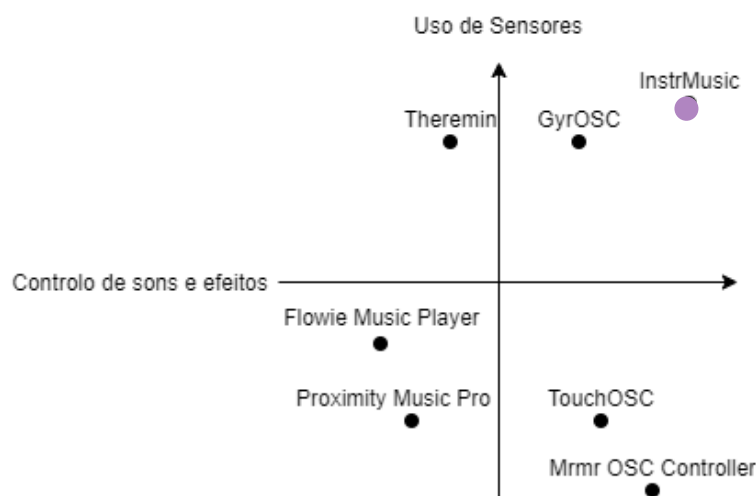 Uso de Sensores
InstrMusic
Theremin
GyrOSC
Controlo de sons e efeitos
Flowie Music Player
Proximity Music Pro
TouchOSC
Mrmr OSC Controller